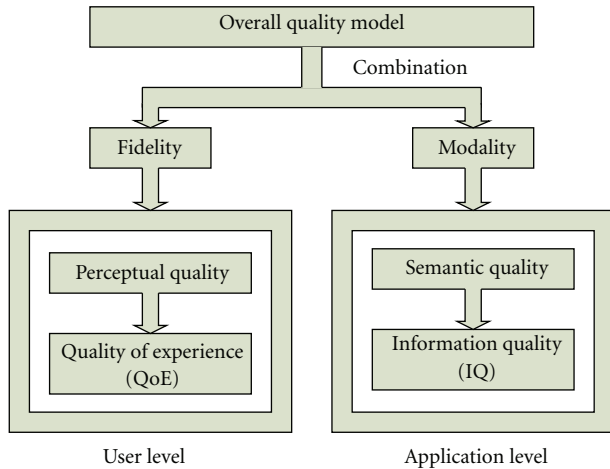 Overall quality model
Combination
Fidelity
Modality
Perceptual quality
Quality of experience
(QoE)
User level
Semantic quality
Information quality
(IQ)
Application level